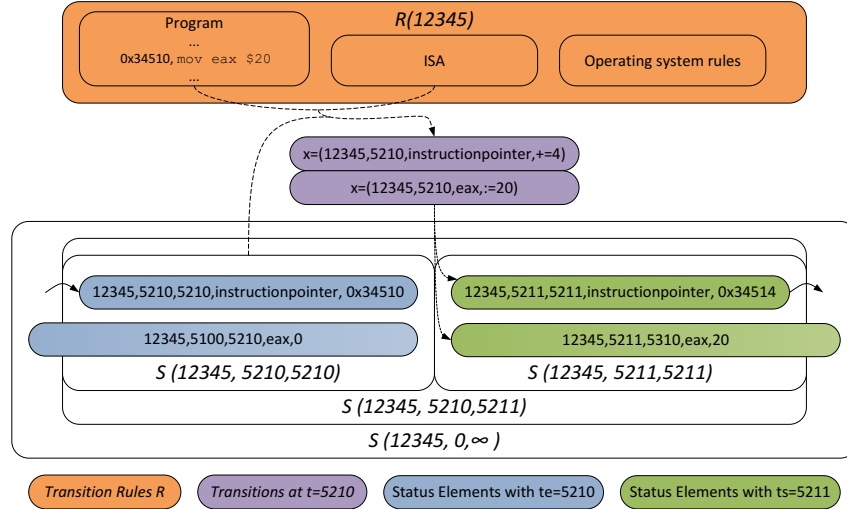 R(12345)
Program
...
0x34510, mov eax $20
...
ISA
Operating system rules
x=(12345,5210,instructionpointer,+=4)
x=(12345,5210,eax,:=20)
12345,5210,5210,instructionpointer, 0x34510
12345,5211,5211,instructionpointer, 0x34514
12345,5100,5210,eax,0
12345,5211,5310,eax,20
S (12345, 5210,5210)
S (12345, 5211,5211)
S (12345, 5210,5211)
S (12345, 0,∞ )
Transition Rules R
Transitions at t=5210
Status Elements with te=5210
Status Elements with ts=5211